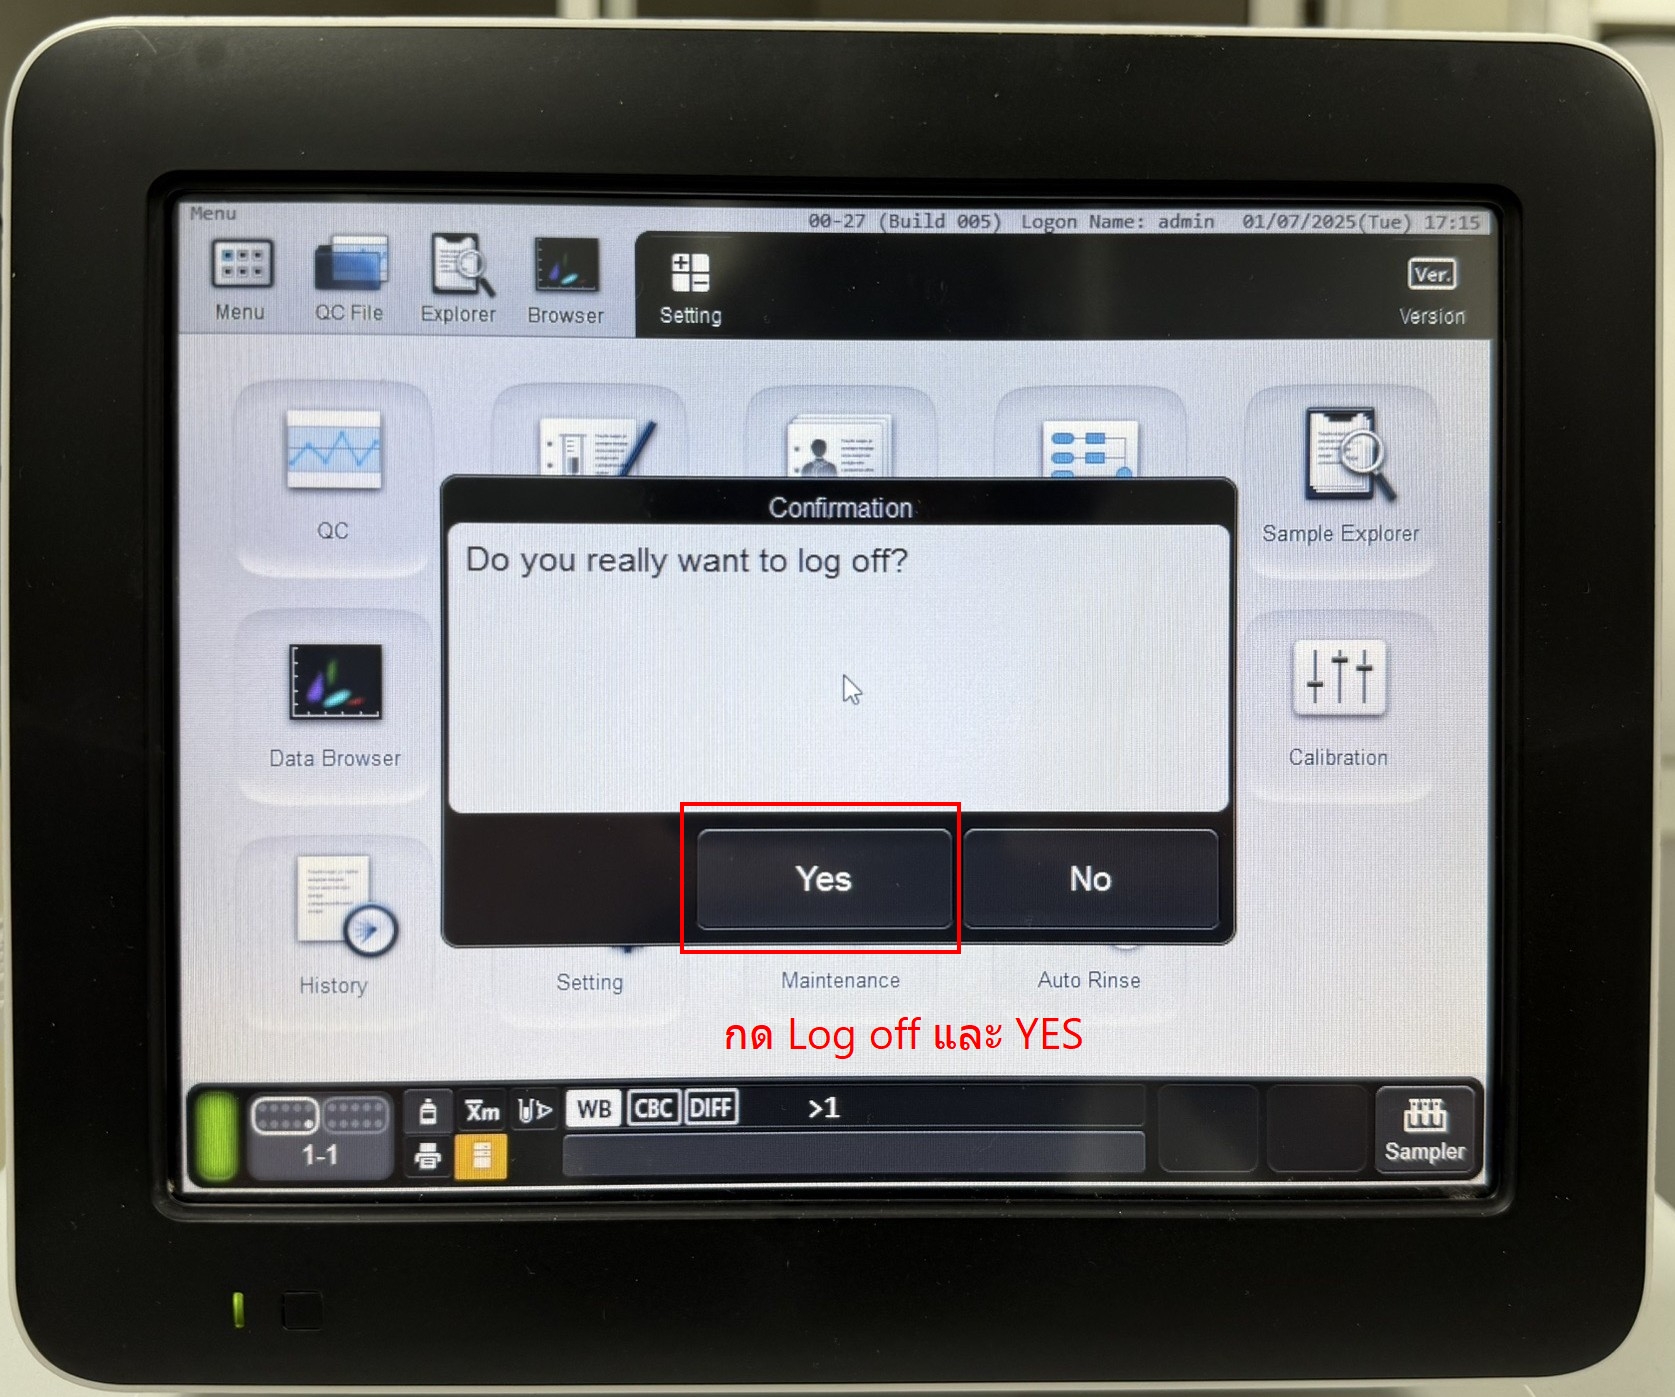 Menu
00-27 (Build 005) Logon Name: admin 01/07/2025(Tue) 17:15
Menu
QC File
Explorer
Browser
Setting
Ver.
Version
QC
Sample Explorer
Confirmation
Do you really want to log off?
Data Browser
Calibration
Yes
No
History
Setting
Maintenance
Auto Rinse
กด Log off และ YES
1-1
Xm
WB
CBC
DIFF
>1
Sampler